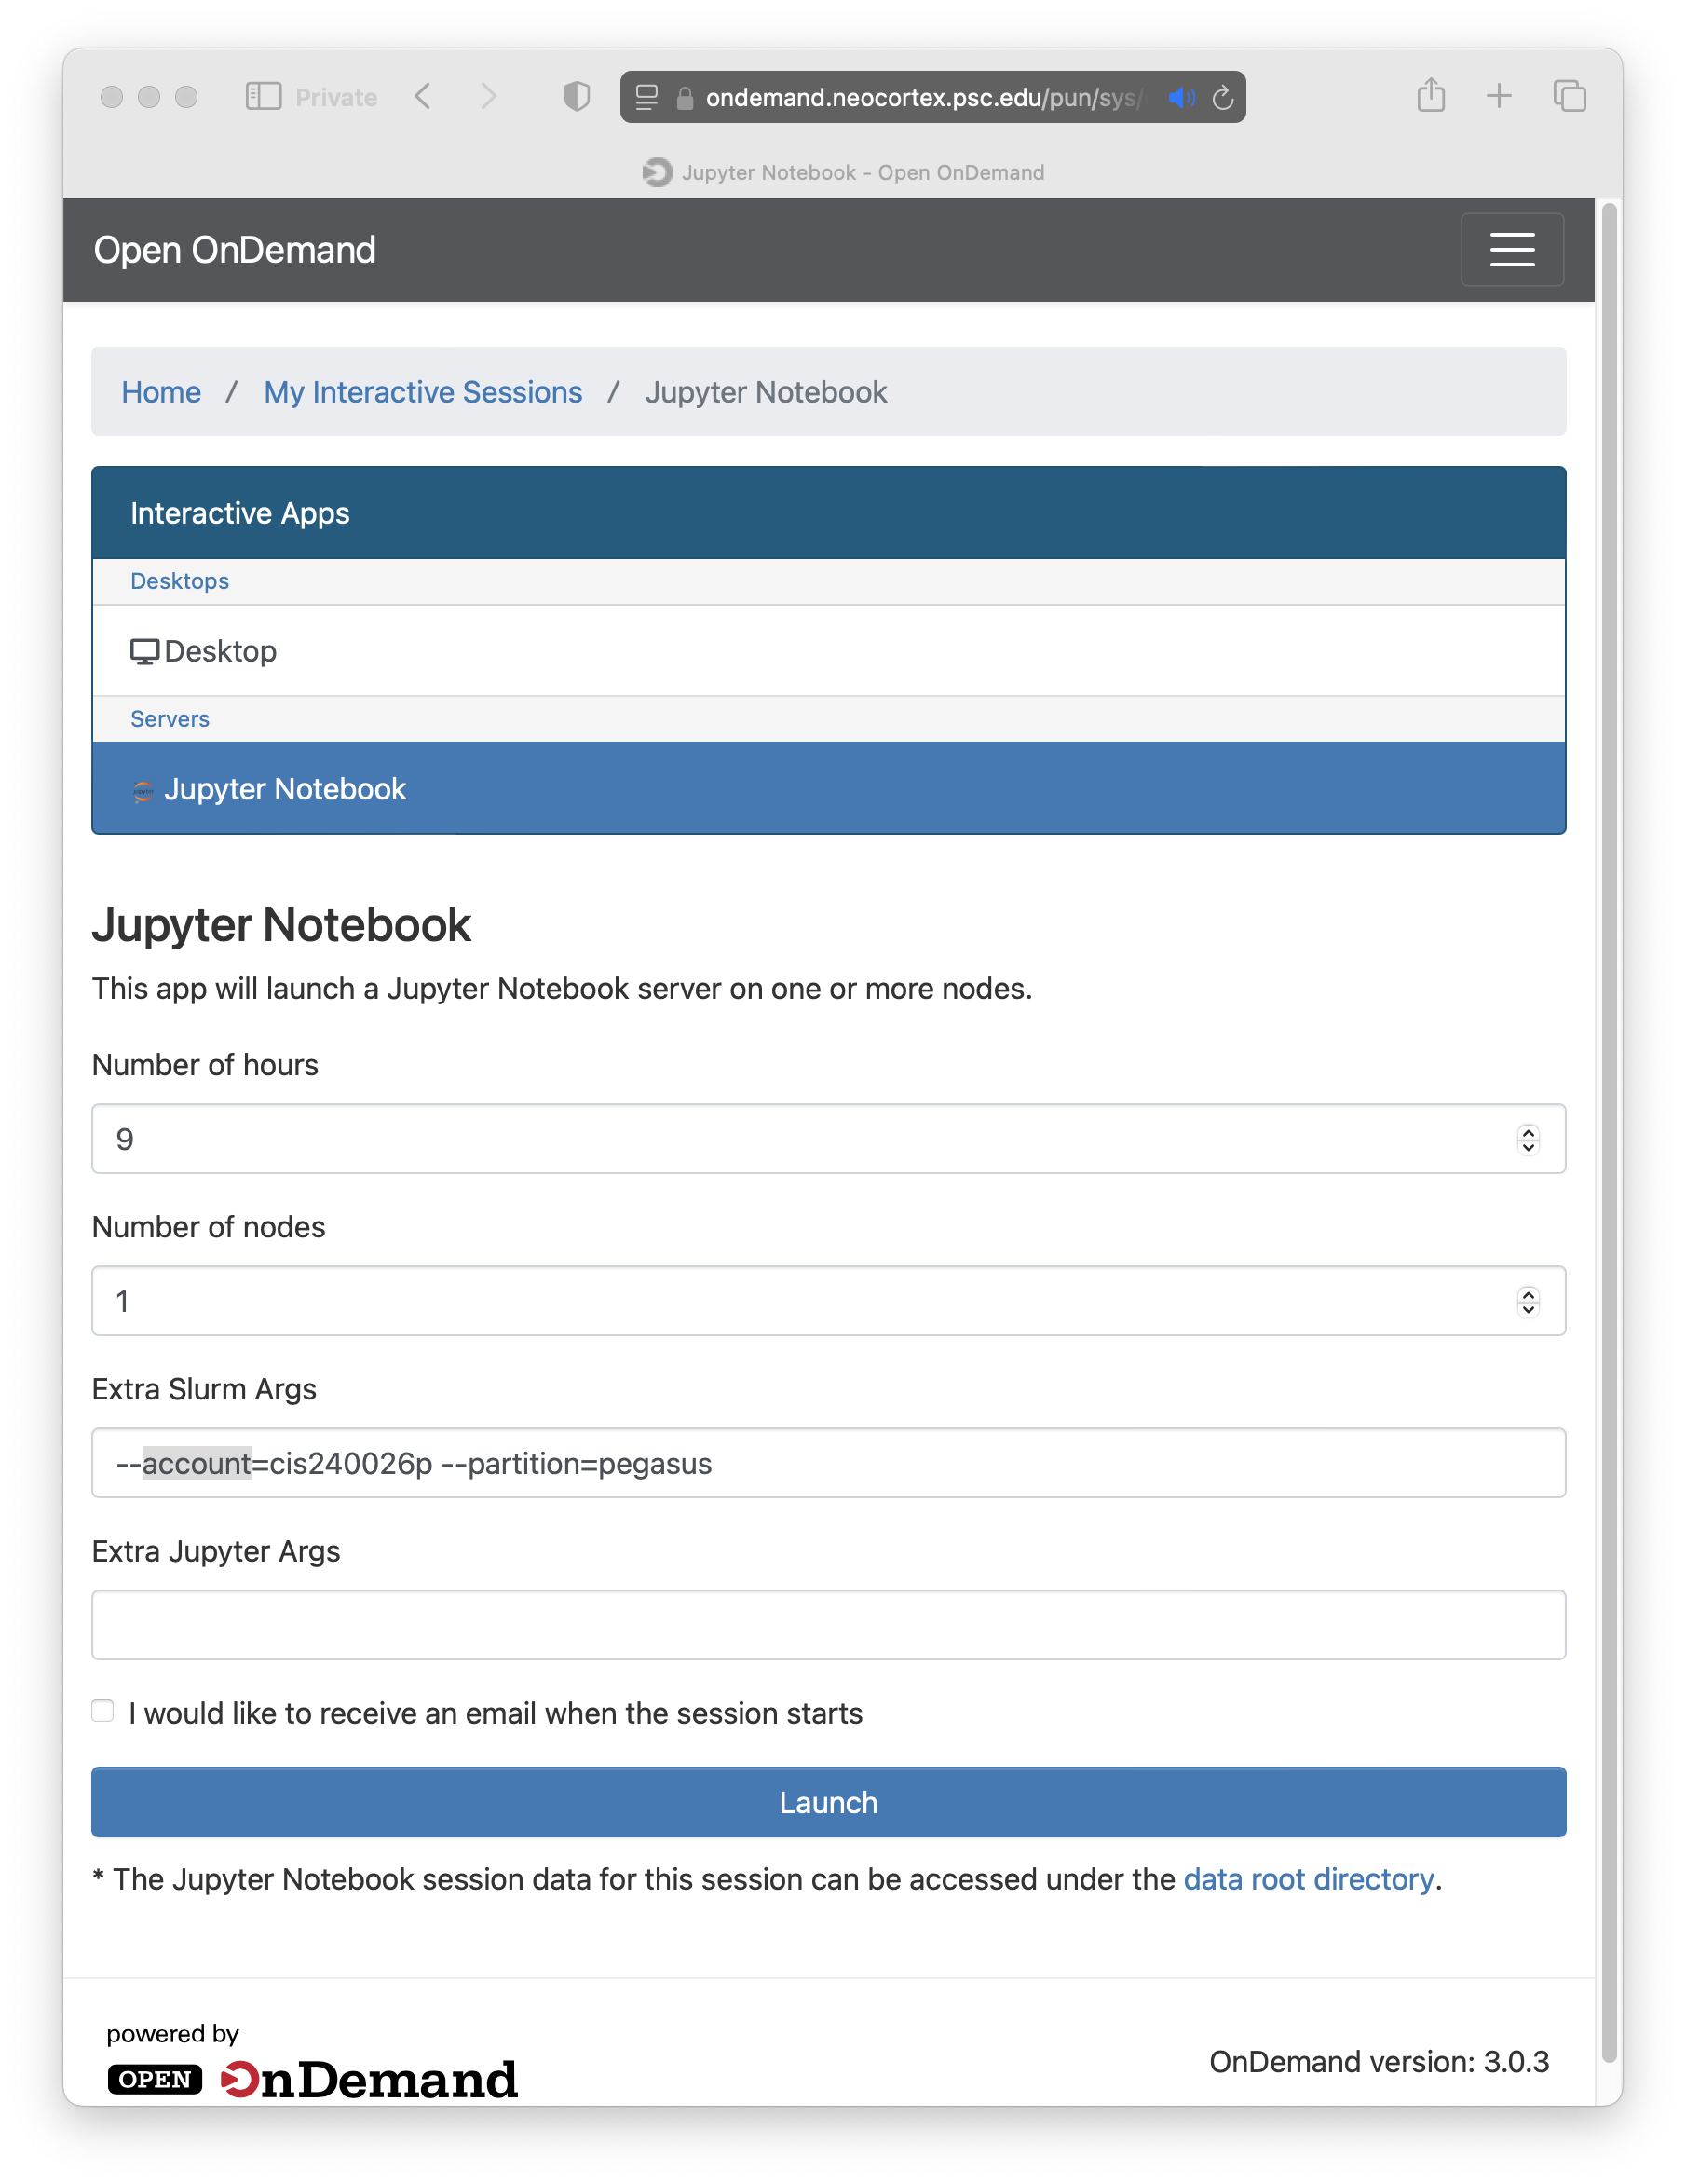 Private
ondemand.neocortex.psc.edu/pun/sys/
Jupyter Notebook - Open OnDemand
Open OnDemand
Home / My Interactive Sessions / Jupyter Notebook
Interactive Apps
Desktops
Desktop
Servers
Jupyter Notebook
Jupyter Notebook
This app will launch a Jupyter Notebook server on one or more nodes.
Number of hours
9
Number of nodes
1
Extra Slurm Args
--account=cis240026p --partition=pegasus
Extra Jupyter Args
I would like to receive an email when the session starts
Launch
* The Jupyter Notebook session data for this session can be accessed under the data root directory.
powered by
OPEN OnDemand
OnDemand version: 3.0.3